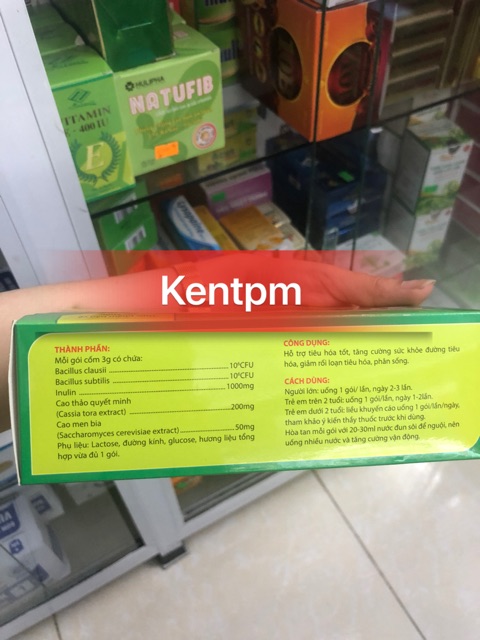 HULIPHA
NATUFIB
VITAMIN
400 IU
E
Kentpm
THÀNH PHẦN:
Mỗi gói cốm 3g có chứa:
Bacillus clausii ........ 10⁸CFU
Bacillus subtilis ........ 10⁸CFU
Inulin ........ 1000mg
Cao thảo quyết minh
(Cassia tora extract) ........ 200mg
Cao men bia
(Saccharomyces cerevisiae extract) ........ 50mg
Phụ liệu: Lactose, đường kính, glucose, hương liệu tổng
hợp vừa đủ 1 gói.
CÔNG DỤNG:
Hỗ trợ tiêu hóa tốt, tăng cường sức khỏe đường tiêu
hóa, giảm rối loạn tiêu hóa, phân sống.
CÁCH DÙNG:
Người lớn: uống 1 gói/ lần, ngày 2-3 lần.
Trẻ em trên 2 tuổi: uống 1 gói/ lần, ngày 1-2lần.
Trẻ em dưới 2 tuổi: liều khuyến cáo uống 1 gói/lần/ngày,
tham khảo ý kiến thầy thuốc trước khi dùng.
Hòa tan mỗi gói với 20-30ml nước đun sôi để nguội, nên
uống nhiều nước và tăng cường vận động.